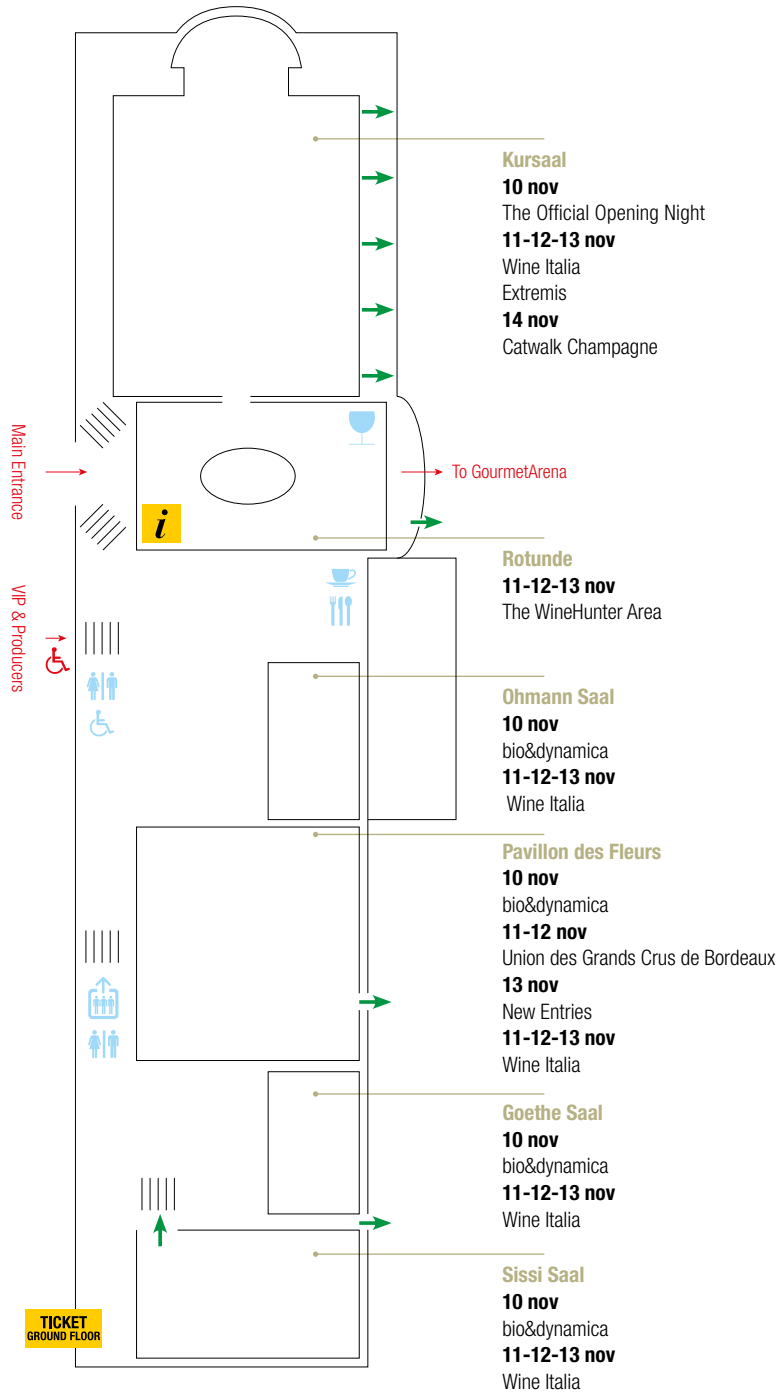 Kursaal
10 nov
The Official Opening Night
11-12-13 nov
Wine Italia
Extremis
14 nov
Catwalk Champagne
Main Entrance
To GourmetArena
i
Rotunde
11-12-13 nov
The WineHunter Area
VIP & Producers
Ohmann Saal
10 nov
bio&dynamica
11-12-13 nov
Wine Italia
Pavillon des Fleurs
10 nov
bio&dynamica
11-12 nov
Union des Grands Crus de Bordeaux
13 nov
New Entries
11-12-13 nov
Wine Italia
Goethe Saal
10 nov
bio&dynamica
11-12-13 nov
Wine Italia
Sissi Saal
10 nov
bio&dynamica
11-12-13 nov
Wine Italia
TICKET
GROUND FLOOR